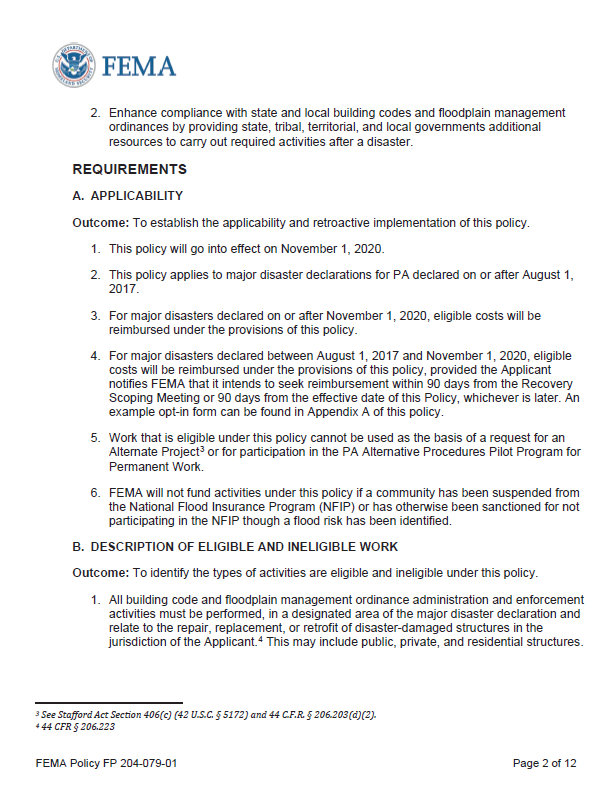 FEMA
2. Enhance compliance with state and local building codes and floodplain management
ordinances by providing state, tribal, territorial, and local governments additional
resources to carry out required activities after a disaster.
REQUIREMENTS
A. APPLICABILITY
Outcome: To establish the applicability and retroactive implementation of this policy.
1. This policy will go into effect on November 1, 2020.
2. This policy applies to major disaster declarations for PA declared on or after August 1,
2017.
3. For major disasters declared on or after November 1, 2020, eligible costs will be
reimbursed under the provisions of this policy.
4. For major disasters declared between August 1, 2017 and November 1, 2020, eligible
costs will be reimbursed under the provisions of this policy, provided the Applicant
notifies FEMA that it intends to seek reimbursement within 90 days from the Recovery
Scoping Meeting or 90 days from the effective date of this Policy, whichever is later. An
example opt-in form can be found in Appendix A of this policy.
5. Work that is eligible under this policy cannot be used as the basis of a request for an
Alternate Project³ or for participation in the PA Alternative Procedures Pilot Program for
Permanent Work.
6. FEMA will not fund activities under this policy if a community has been suspended from
the National Flood Insurance Program (NFIP) or has otherwise been sanctioned for not
participating in the NFIP though a flood risk has been identified.
B. DESCRIPTION OF ELIGIBLE AND INELIGIBLE WORK
Outcome: To identify the types of activities are eligible and ineligible under this policy.
1. All building code and floodplain management ordinance administration and enforcement
activities must be performed, in a designated area of the major disaster declaration and
relate to the repair, replacement, or retrofit of disaster-damaged structures in the
jurisdiction of the Applicant.⁴ This may include public, private, and residential structures.
³ See Stafford Act Section 406(c) (42 U.S.C. § 5172) and 44 C.F.R. § 206.203(d)(2).
⁴ 44 CFR § 206.223
FEMA Policy FP 204-079-01
Page 2 of 12